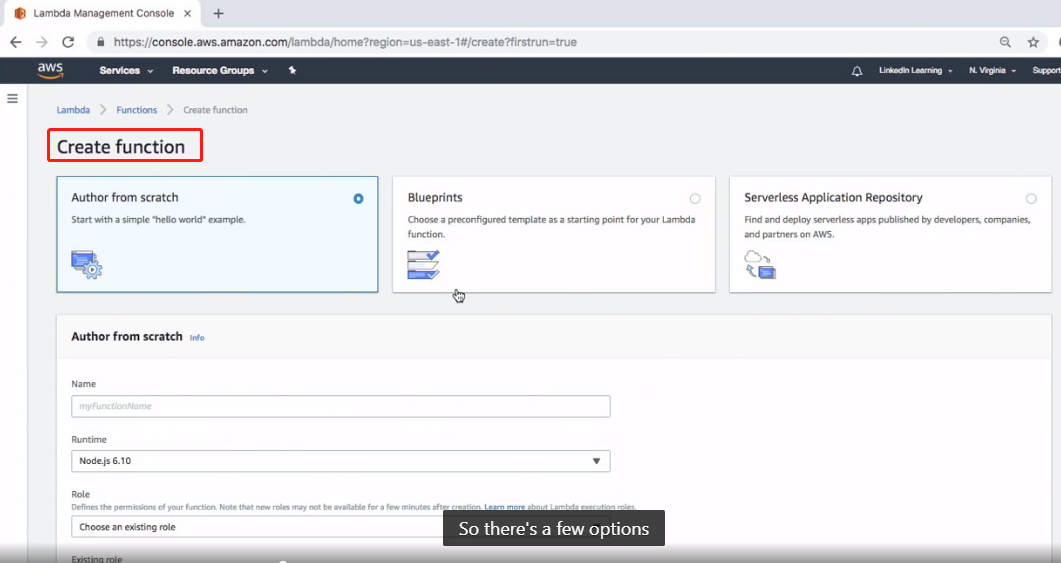 Lambda Management Console
https://console.aws.amazon.com/lambda/home?region=us-east-1#/create?firstrun=true
aws Services Resource Groups LinkedIn Learning N. Virginia Support
Lambda Functions Create function
Create function
Author from scratch
Start with a simple "hello world" example.
Blueprints
Choose a preconfigured template as a starting point for your Lambda
function.
Serverless Application Repository
Find and deploy serverless apps published by developers, companies,
and partners on AWS.
Author from scratch Info
Name
myFunctionName
Runtime
Node.js 6.10
Role
Defines the permissions of your function. Note that new roles may not be available for a few minutes after creation. Learn more about Lambda execution roles.
Choose an existing role
So there's a few options
Existing role